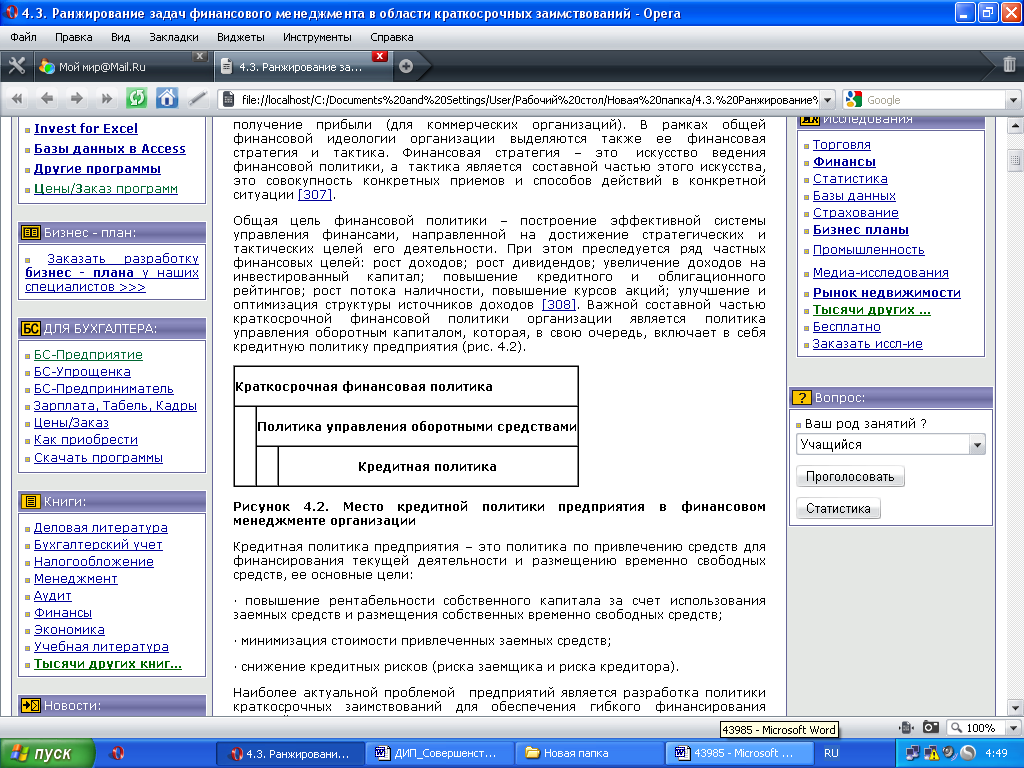 4.3. Ранжирование задач финансового менеджмента в области краткосрочных заимствований - Opera
Файл Правка Вид Закладки Виджеты Инструменты Справка
Мой мир@Mail.Ru
4.3. Ранжирование за...
file://localhost/C:/Documents%20and%20Settings/User/Рабочий%20стол/Новая%20папка/4.3.%20Ранжирование%
Google
Invest for Excel
Базы данных в Access
Другие программы
Цены/Заказ программ
Бизнес - план:
Заказать разработку
бизнес - плана у наших
специалистов >>>
БС ДЛЯ БУХГАЛТЕРА:
БС-Предприятие
БС-Упрощенка
БС-Предприниматель
Зарплата, Табель, Кадры
Цены/Заказ
Как приобрести
Скачать программы
Книги:
Деловая литература
Бухгалтерский учет
Налогообложение
Менеджмент
Аудит
Финансы
Экономика
Учебная литература
Тысячи других книг...
Новости:
получение прибыли (для коммерческих организаций). В рамках общей
финансовой идеологии организации выделяются также ее финансовая
стратегия и тактика. Финансовая стратегия – это искусство ведения
финансовой политики, а тактика является составной частью этого искусства,
это совокупность конкретных приемов и способов действий в конкретной
ситуации [307].
Общая цель финансовой политики – построение эффективной системы
управления финансами, направленной на достижение стратегических и
тактических целей его деятельности. При этом преследуется ряд частных
финансовых целей: рост доходов; рост дивидендов; увеличение доходов на
инвестированный капитал; повышение кредитного и облигационного
рейтингов; рост потока наличности, повышение курсов акций; улучшение и
оптимизация структуры источников доходов [308]. Важной составной частью
краткосрочной финансовой политики организации является политика
управления оборотным капиталом, которая, в свою очередь, включает в себя
кредитную политику предприятия (рис. 4.2).
Краткосрочная финансовая политика
Политика управления оборотными средствами
Кредитная политика
Рисунок 4.2. Место кредитной политики предприятия в финансовом
менеджменте организации
Кредитная политика предприятия – это политика по привлечению средств для
финансирования текущей деятельности и размещению временно свободных
средств, ее основные цели:
· повышение рентабельности собственного капитала за счет использования
заемных средств и размещения собственных временно свободных средств;
· минимизация стоимости привлеченных заемных средств;
· снижение кредитных рисков (риска заемщика и риска кредитора).
Наиболее актуальной проблемой предприятий является разработка политики
краткосрочных заимствований для обеспечения гибкого финансирования
Исследования
Торговля
Финансы
Статистика
Базы данных
Страхование
Бизнес планы
Промышленность
Медиа-исследования
Рынок недвижимости
Тысячи других ...
Бесплатно
Заказать иссл-ие
? Вопрос:
Ваш род занятий ?
Учащийся
Проголосовать
Статистика
43985 - Microsoft Word
100%
пуск
4.3. Ранжировани...
ДИП_Совершенст...
Новая папка
43985 - Microsoft ...
RU
4:49